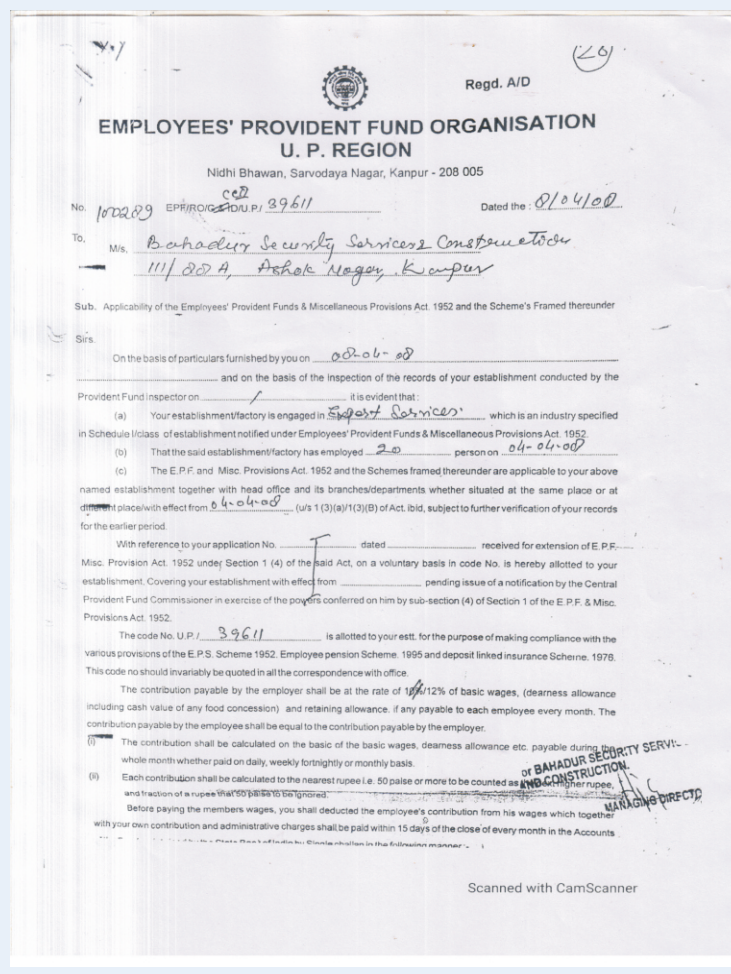 (20)
Regd. A/D
EMPLOYEES' PROVIDENT FUND ORGANISATION
U. P. REGION
Nidhi Bhawan, Sarvodaya Nagar, Kanpur - 208 005
No. 100289 EPF/RO/ D/U.P./ 39611 Dated the : 8/04/08
To,
M/s. Bahadur Security Services & Construction
111/88A, Ashok Nagar, Kanpur
Sub. Applicability of the Employees' Provident Funds & Miscellaneous Provisions Act. 1952 and the Scheme's Framed thereunder
Sirs.
On the basis of particulars furnished by you on 08-04-08
and on the basis of the Inspection of the records of your establishment conducted by the
Provident Fund inspector on / it is evident that :
(a) Your establishment/factory is engaged in Expert Services. which is an industry specified
in Schedule I/class of establishment notified under Employees' Provident Funds & Miscellaneous Provisions Act. 1952.
(b) That the said establishment/factory has employed 20 person on 04-04-08
(c) The E.P.F. and Misc. Provisions Act. 1952 and the Schemes framed thereunder are applicable to your above
named establishment together with head office and its branches/departments whether situated at the same place or at
different place/with effect from 04-04-08 (u/s 1 (3)(a)/1(3)(B) of Act. ibid, subject to further verification of your records
for the earlier period.
With reference to your application No. dated received for extension of E.P.F.
Misc. Provision Act. 1952 under Section 1 (4) of the said Act, on a voluntary basis in code No. is hereby allotted to your
establishment. Covering your establishment with effect from pending issue of a notification by the Central
Provident Fund Commissioner in exercise of the powers conferred on him by sub-section (4) of Section 1 of the E.P.F. & Misc.
Provisions Act. 1952.
The code No. U.P./ 39611 is allotted to your estt. for the purpose of making compliance with the
various provisions of the E.P.S. Scheme 1952. Employee pension Scheme. 1995 and deposit linked insurance Scheme. 1976.
This code no should invariably be quoted in all the correspondence with office.
The contribution payable by the employer shall be at the rate of /12% of basic wages, (dearness allowance
including cash value of any food concession) and retaining allowance. if any payable to each employee every month. The
contribution payable by the employee shall be equal to the contribution payable by the employer.
(i) The contribution shall be calculated on the basic of the basic wages, dearness allowance etc. payable during the
whole month whether paid on daily, weekly fortnightly or monthly basis.
(ii) Each contribution shall be calculated to the nearest rupee i.e. 50 paise or more to be counted as higher rupee,
and fraction of a rupee that 50 paise to be ignored.
or BAHADUR SECURITY SERVI
AND CONSTRUCTION.
MANAGING DIRECTO
Before paying the members wages, you shall deducted the employee's contribution from his wages which together
with your own contribution and administrative charges shall be paid within 15 days of the close of every month in the Accounts
State Bank of India by Single challan in the following manner :-
Scanned with CamScanner